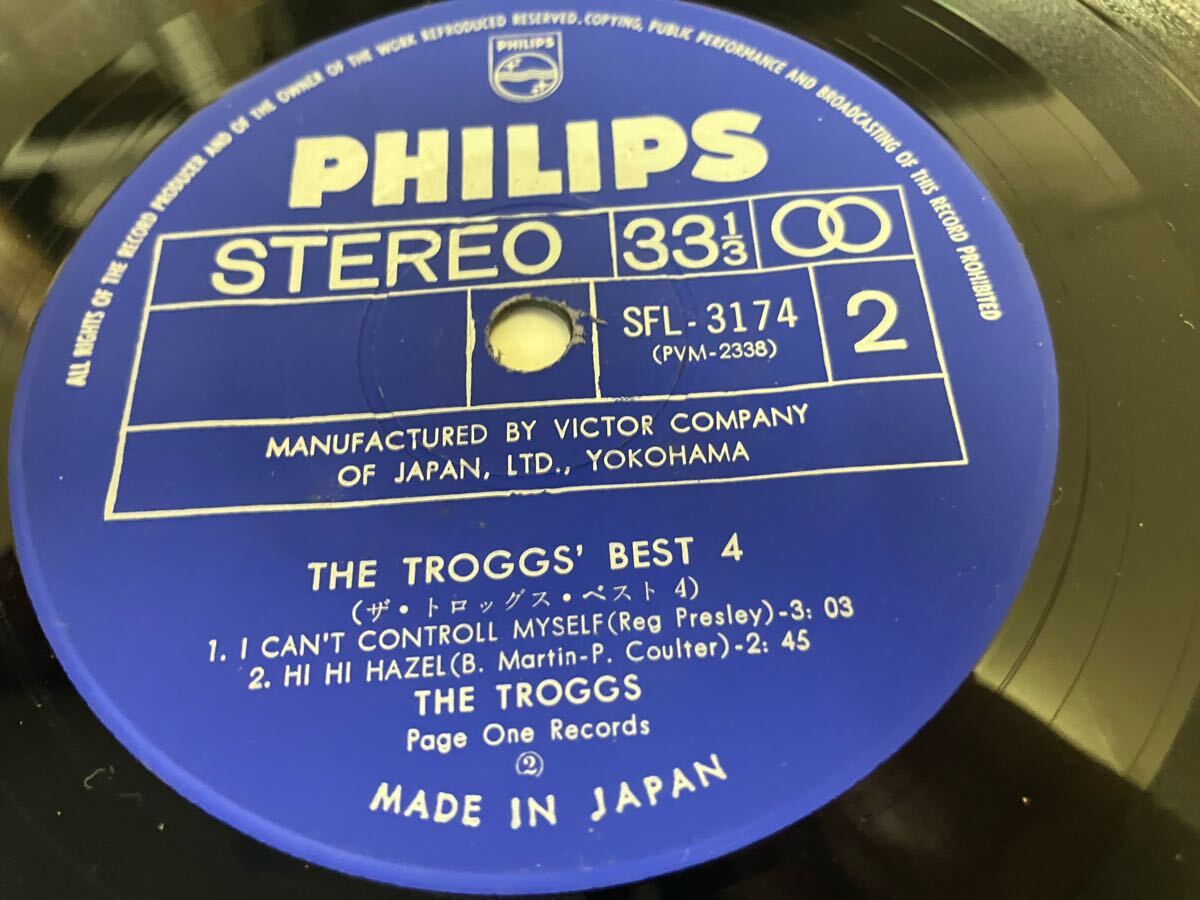 ALL RIGHTS OF THE RECORD PRODUCER AND OF THE OWNER OF THE WORK REPRODUCED RESERVED. COPYING, PUBLIC PERFORMANCE AND BROADCASTING OF THIS RECORD PROHIBITED
PHILIPS
PHILIPS
STEREO 33 1/3
SFL-3174 2
(PVM-2338)
MANUFACTURED BY VICTOR COMPANY
OF JAPAN, LTD., YOKOHAMA
THE TROGGS' BEST 4
(ザ・トロッグス・ベスト 4)
1. I CAN'T CONTROLL MYSELF(Reg Presley)-3: 03
2. HI HI HAZEL(B. Martin-P. Coulter)-2: 45
THE TROGGS
Page One Records
②
MADE IN JAPAN